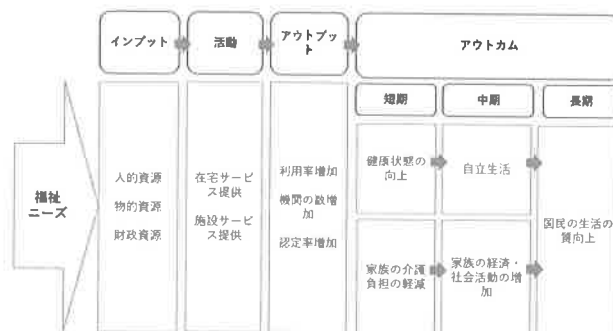 インプット
活動
アウトプッ
ト
アウトカム
短期
中期
長期
福祉
ニーズ
人的資源
物的資源
財政資源
在宅サービ
ス提供
施設サービ
ス提供
利用率増加
機関の数増
加
認定率増加
健康状態の
向上
自立生活
家族の介護
負担の軽減
家族の経済・
社会活動の増
加
国民の生活の
質向上